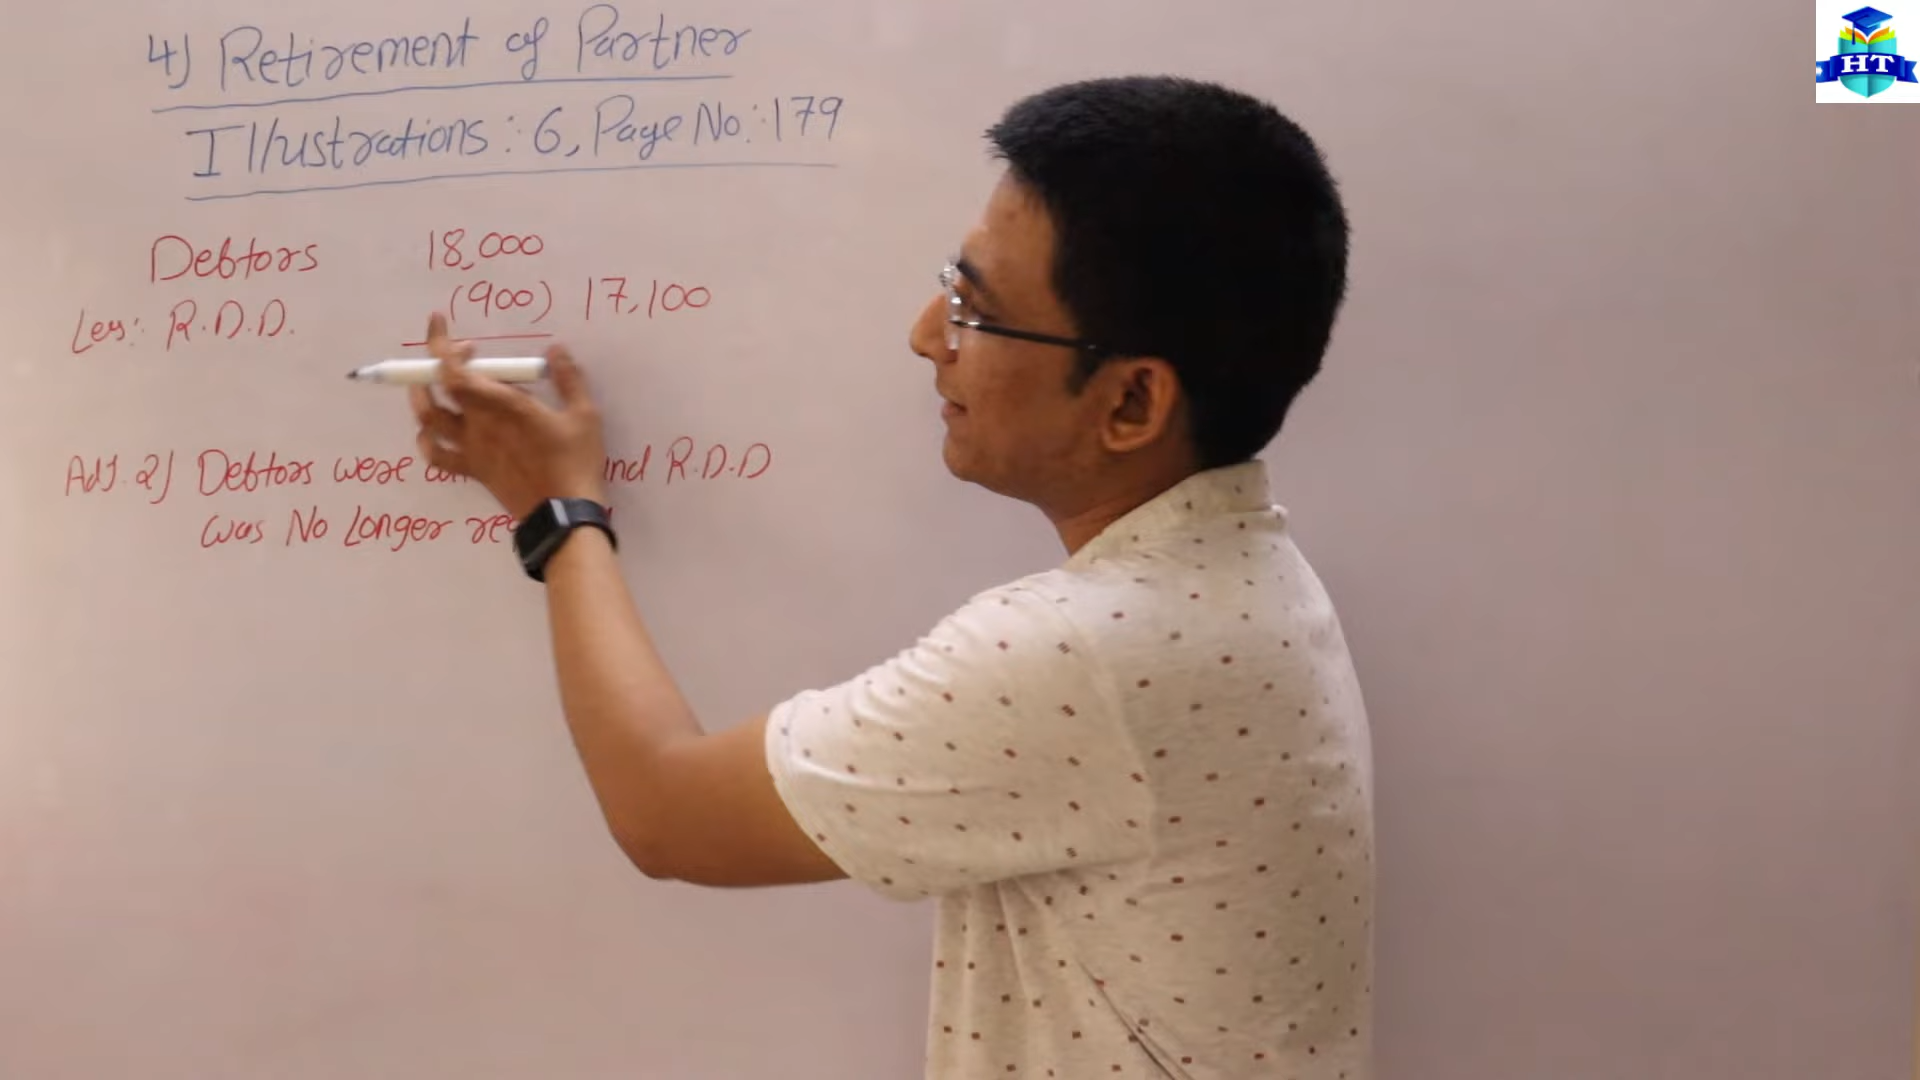 4) Retirement of Partner
Illustrations: 6, Page No: 179
Debtors 18,000
Less: R.D.D. (900) 17,100
Adj. 2) Debtors were and R.D.D
was No Longer
HT